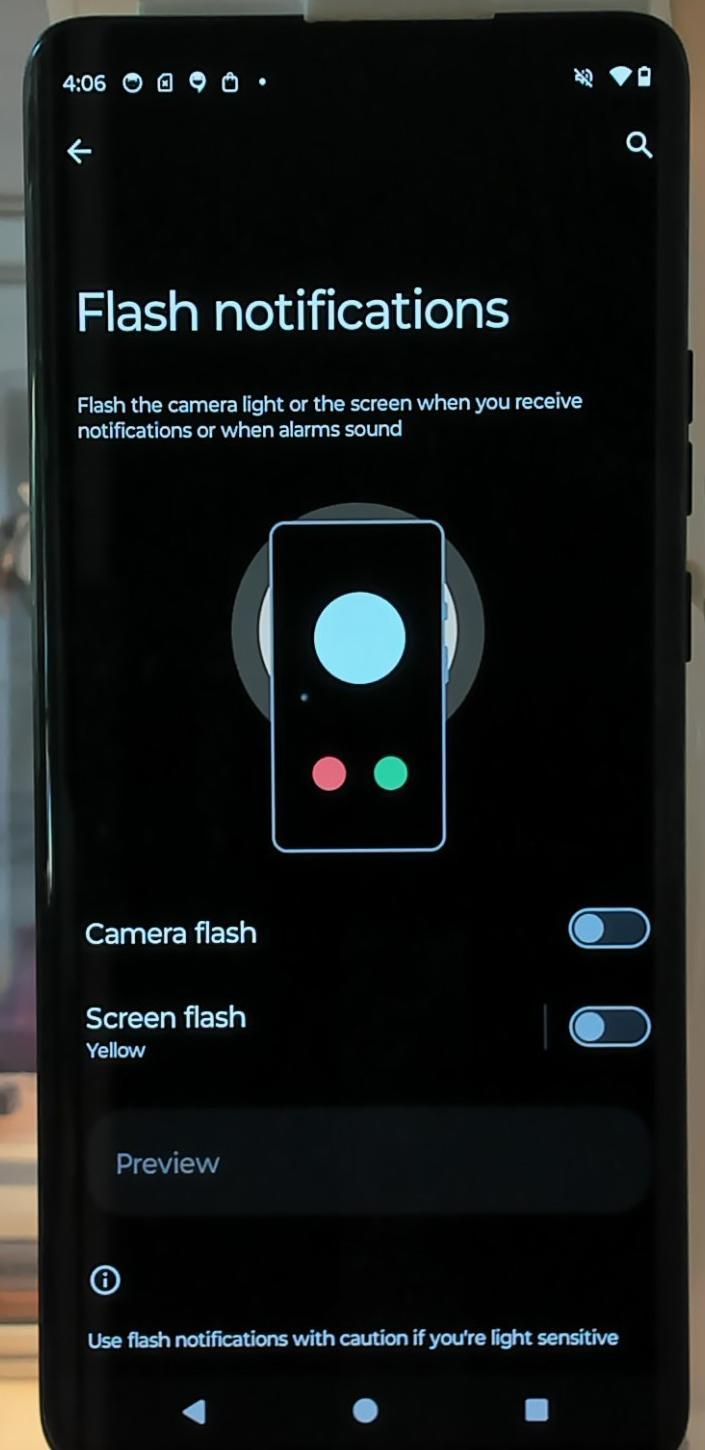 4:06
Flash notifications
Flash the camera light or the screen when you receive
notifications or when alarms sound
Camera flash
Screen flash
Yellow
Preview
Use flash notifications with caution if you're light sensitive